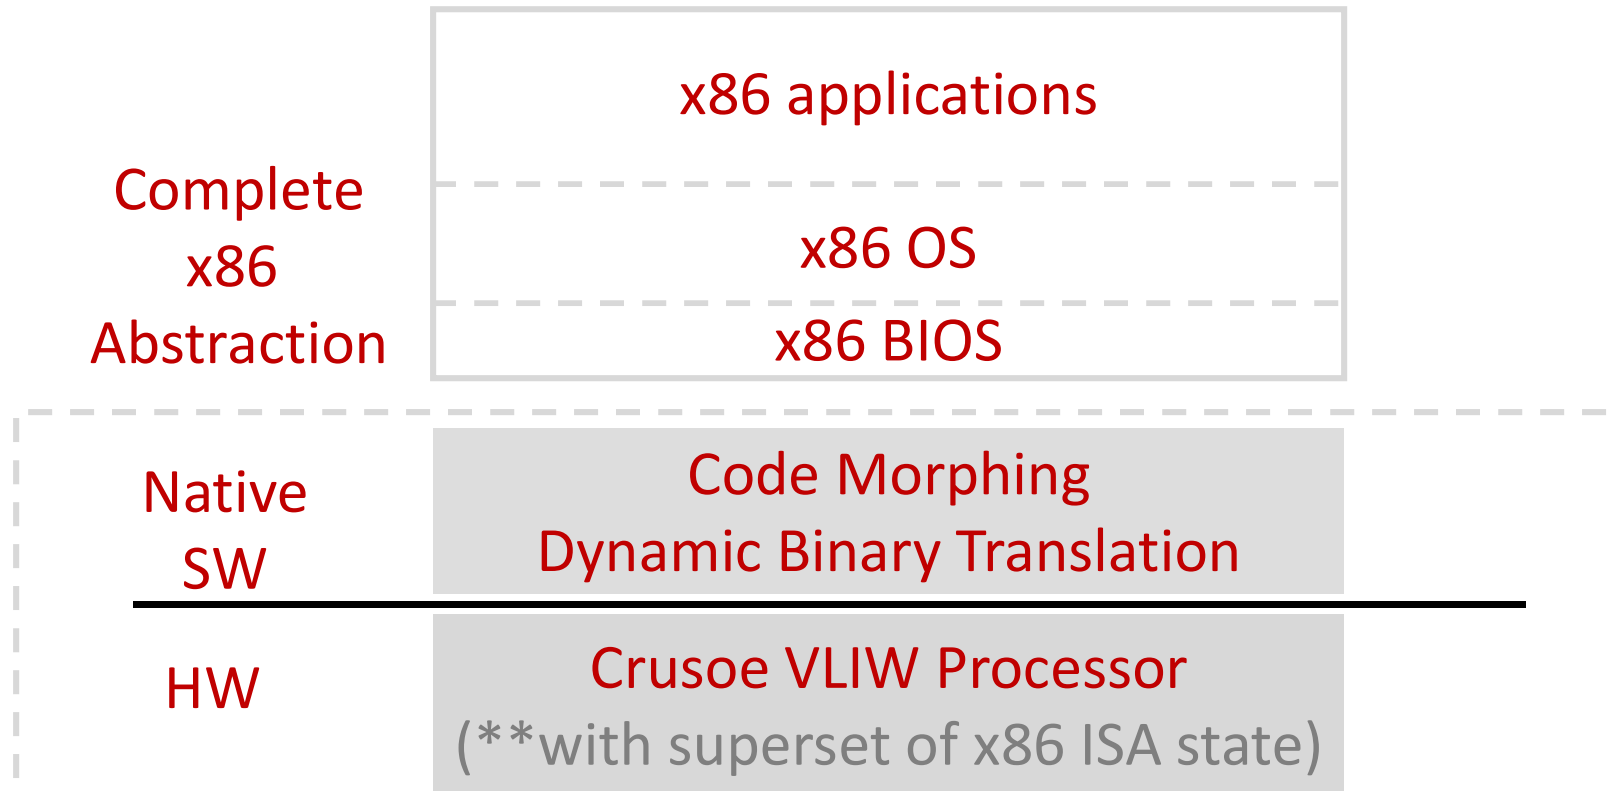 x86 applications
Complete
x86
Abstraction
x86 OS
x86 BIOS
Native
SW
Code Morphing
Dynamic Binary Translation
HW
Crusoe VLIW Processor
(**with superset of x86 ISA state)